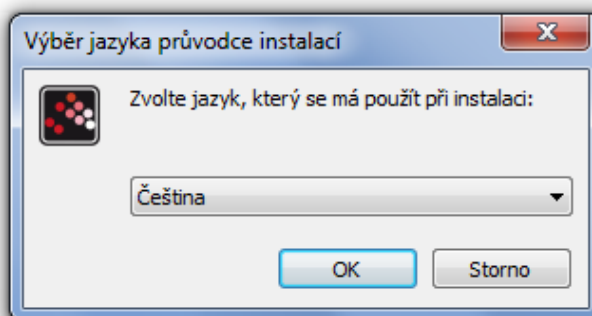 Výběr jazyka průvodce instalací
Zvolte jazyk, který se má použít při instalaci:
Čeština
OK
Storno